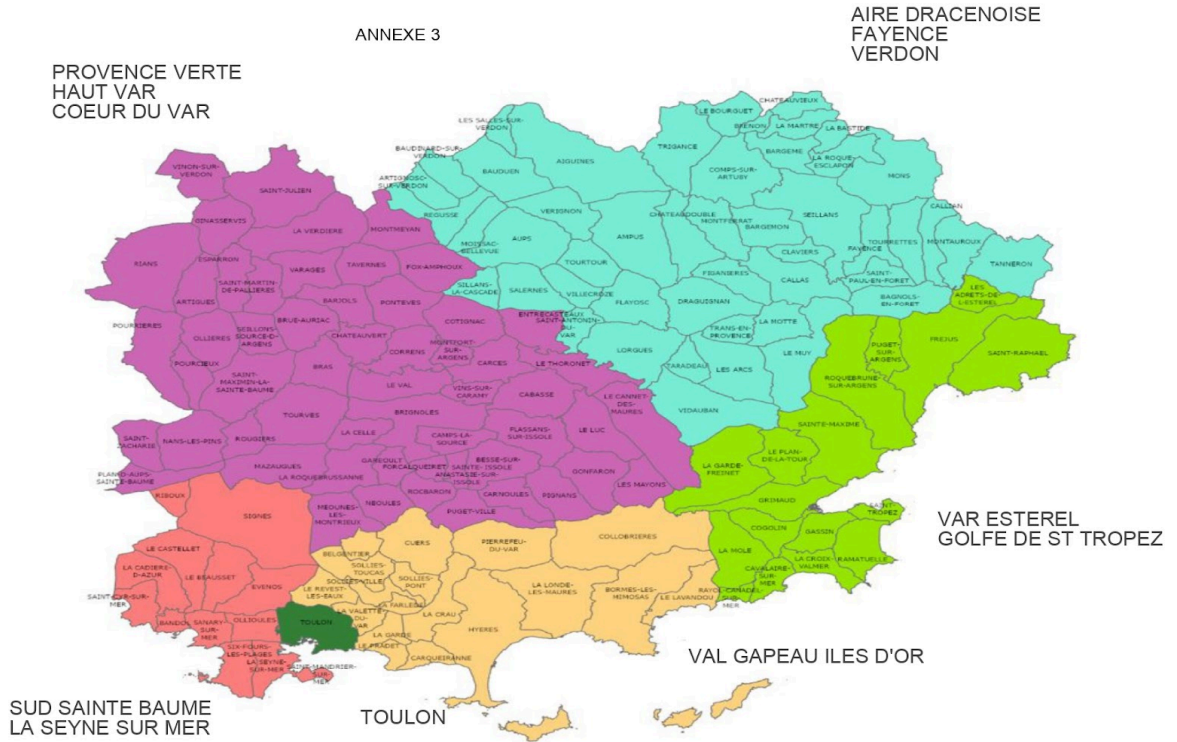 ANNEXE 3
AIRE DRACENOISE
FAYENCE
VERDON
PROVENCE VERTE
HAUT VAR
COEUR DU VAR
CHATEAUVIEUX
LE BOURGUET
BRENON
LA MARTRE
LA BASTIDE
LES SALLES-SUR-
VERDON
TRIGANCE
BARGEME
LA ROQUE-
ESCLAPON
BAUDINARD-SUR-
VERDON
AIGUINES
BAUDUEN
COMPS-SUR-
ARTUBY
MONS
VINON-SUR-
VERDON
ARTIGNOSC-
SUR-VERDON
SAINT-JULIEN
REGUSSE
VERIGNON
CHATEAUDOUBLE
MONTFERRAT
SEILLANS
CALLIAN
GINASSERVIS
LA VERDIERE
MONTMEYAN
MOISSAC-
BELLEVUE
AUPS
AMPUS
BARGEMON
FAYENCE
TOURRETTES
MONTAUROUX
TANNERON
RIANS
ESPARRON
VARAGES
TAVERNES
FOX-AMPHOUX
TOURTOUR
CLAVIERS
FIGANIERES
CALLAS
SAINT-
PAUL-EN-FORET
SAINT-MARTIN-
DE-PALLIERES
SILLANS-
LA-CASCADE
SALERNES
VILLECROZE
FLAYOSC
DRAGUIGNAN
BAGNOLS-
EN-FORET
LES
ADRETS-DE-
L'ESTEREL
ARTIGUES
BARJOLS
PONTEVES
POURRIERES
BRUE-AURIAC
COTIGNAC
ENTRECASTEAUX
SAINT-ANTONIN-
DU-
VAR
LA MOTTE
TRANS-EN-
PROVENCE
OLLIERES
SEILLONS-
SOURCE-D-
ARGENS
CHATEAUVERT
CORRENS
MONTFORT-
SUR-
ARGENS
LORGUES
LE MUY
PUGET-
SUR-
ARGENS
FREJUS
SAINT-RAPHAEL
POURCIEUX
SAINT-
MAXIMIN-LA-
SAINTE-BAUME
BRAS
CARCES
LE THORONET
TARADEAU
LES ARCS
ROQUEBRUNE-
SUR-ARGENS
LE VAL
VINS-SUR-
CARAMY
CABASSE
LE CANNET-
DES-
MAURES
VIDAUBAN
TOURVES
BRIGNOLES
SAINTE-MAXIME
SAINT-
ZACHARIE
NANS-LES-PINS
ROUGIERS
LA CELLE
CAMPS-LA-
SOURCE
FLASSANS-
SUR-ISSOLE
LE LUC
LE PLAN-
DE-LA-TOUR
LA GARDE-
FREINET
PLAN-D-AUPS-
SAINTE-BAUME
MAZAUGUES
LA ROQUEBRUSSANNE
GAREOULT
FORCALQUEIRET
BESSE-SUR-
ISSOLE
SAINTE-
ANASTASIE-SUR-
ISSOLE
GONFARON
LES MAYONS
RIBOUX
ROCBARON
CARNOULES
PIGNANS
GRIMAUD
SIGNES
MEOUNES-
LES-
MONTRIEUX
NEOULES
PUGET-VILLE
SAINT-
TROPEZ
VAR ESTEREL
GOLFE DE ST TROPEZ
COGOLIN
GASSIN
LE CASTELLET
BELGENTIER
CUERS
PIERREFEU-
DU-VAR
COLLOBRIERES
LA MOLE
LA CROIX-
VALMER
RAMATUELLE
LA CADIERE-
D-AZUR
LE BEAUSSET
EVENOS
SOLLIES-
TOUCAS
SOLLIES-VILLE
SOLLIES-
PONT
CAVALAIRE-
SUR-
MER
SAINT-CYR-SUR-
MER
LE REVEST-
LES-EAUX
LA FARLEDE
LA LONDE-
LES-MAURES
BORMES-LES-
MIMOSAS
LE LAVANDOU
RAYOL-CANADEL-
SUR-
MER
BANDOL
SANARY-
SUR-
MER
OLLIOULES
TOULON
LA VALETTE-
DU-
VAR
LA CRAU
HYERES
LA GARDE
LE PRADET
CARQUEIRANNE
SIX-FOURS-
LES-PLAGES
LA SEYNE-
SUR-MER
SAINT-MANDRIER-
SUR-
MER
VAL GAPEAU ILES D'OR
SUD SAINTE BAUME
LA SEYNE SUR MER
TOULON